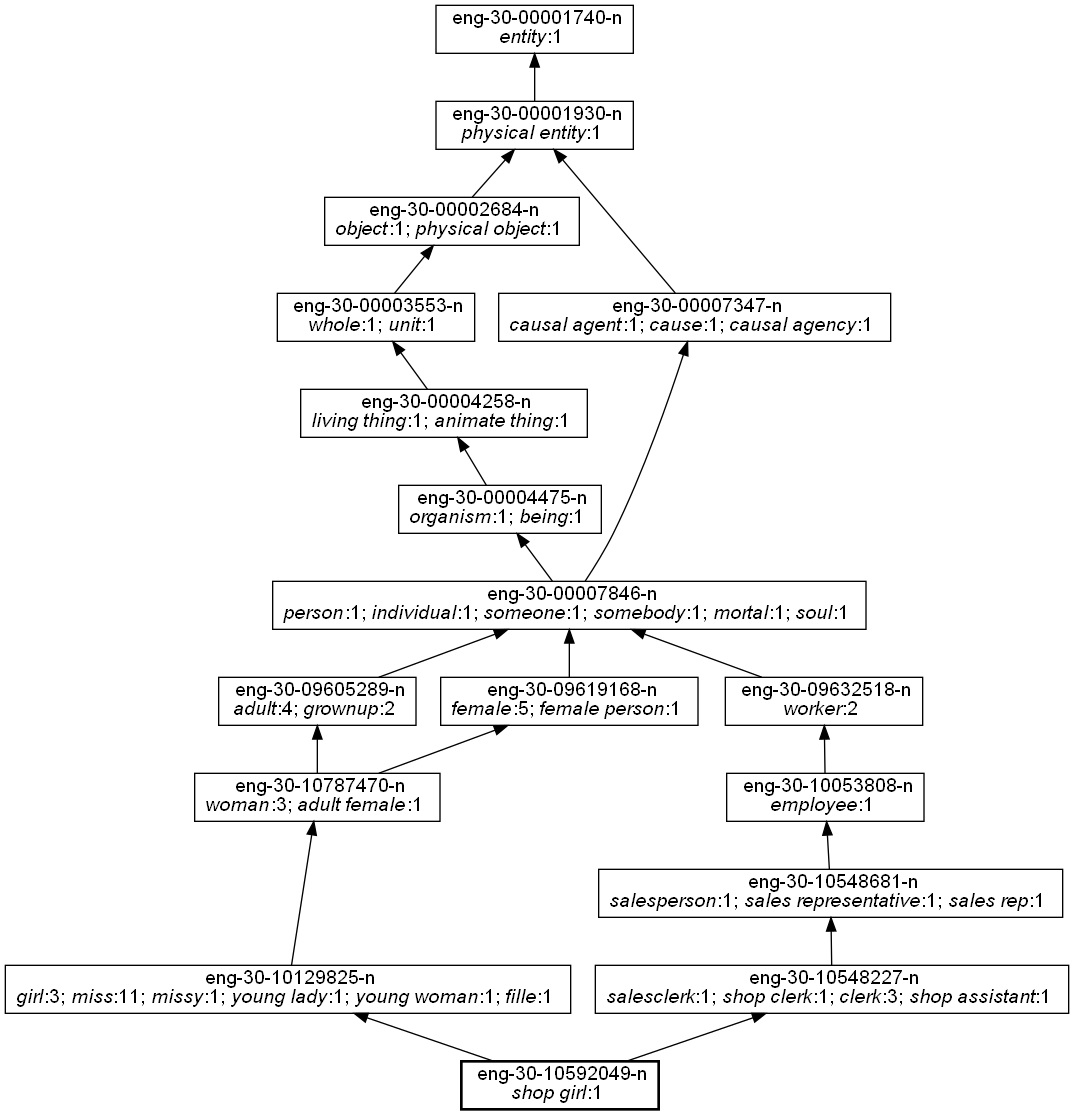 eng-30-00001740-n
entity:1
eng-30-00001930-n
physical entity:1
eng-30-00002684-n
object:1; physical object:1
eng-30-00003553-n
whole:1; unit:1
eng-30-00007347-n
causal agent:1; cause:1; causal agency:1
eng-30-00004258-n
living thing:1; animate thing:1
eng-30-00004475-n
organism:1; being:1
eng-30-00007846-n
person:1; individual:1; someone:1; somebody:1; mortal:1; soul:1
eng-30-09605289-n
adult:4; grownup:2
eng-30-09619168-n
female:5; female person:1
eng-30-09632518-n
worker:2
eng-30-10787470-n
woman:3; adult female:1
eng-30-10053808-n
employee:1
eng-30-10548681-n
salesperson:1; sales representative:1; sales rep:1
eng-30-10129825-n
girl:3; miss:11; missy:1; young lady:1; young woman:1; fille:1
eng-30-10548227-n
salesclerk:1; shop clerk:1; clerk:3; shop assistant:1
eng-30-10592049-n
shop girl:1